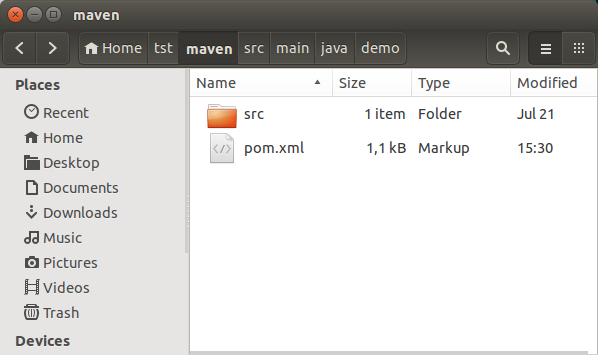 maven
Home tst maven src main java demo
Places
Recent
Home
Desktop
Documents
Downloads
Music
Pictures
Videos
Trash
Devices
Name Size Type Modified
src 1 item Folder Jul 21
pom.xml 1,1 kB Markup 15:30